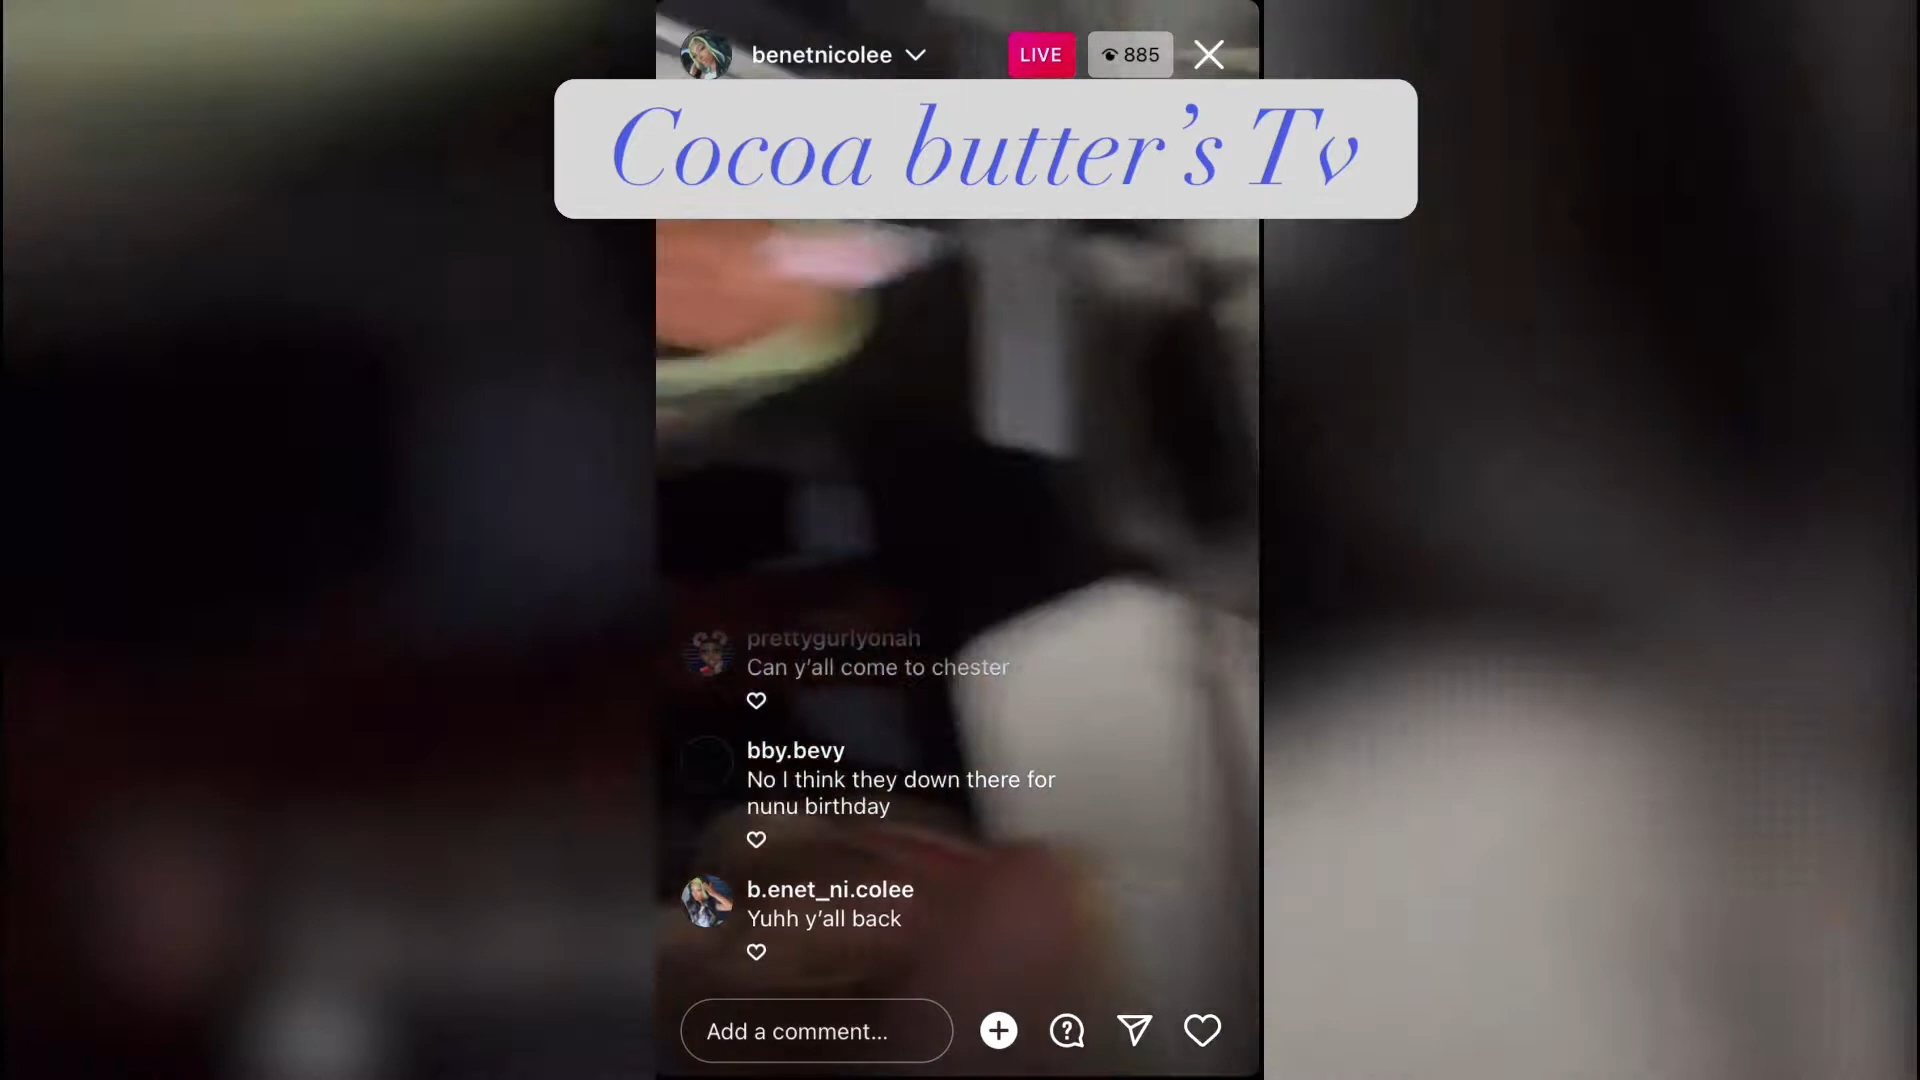 benetnicolee
LIVE
885
Cocoa butter’s Tv
prettygurlyonah
Can y’all come to chester
bby.bevy
No I think they down there for
nunu birthday
b.enet_ni.colee
Yuhh y’all back
Add a comment...